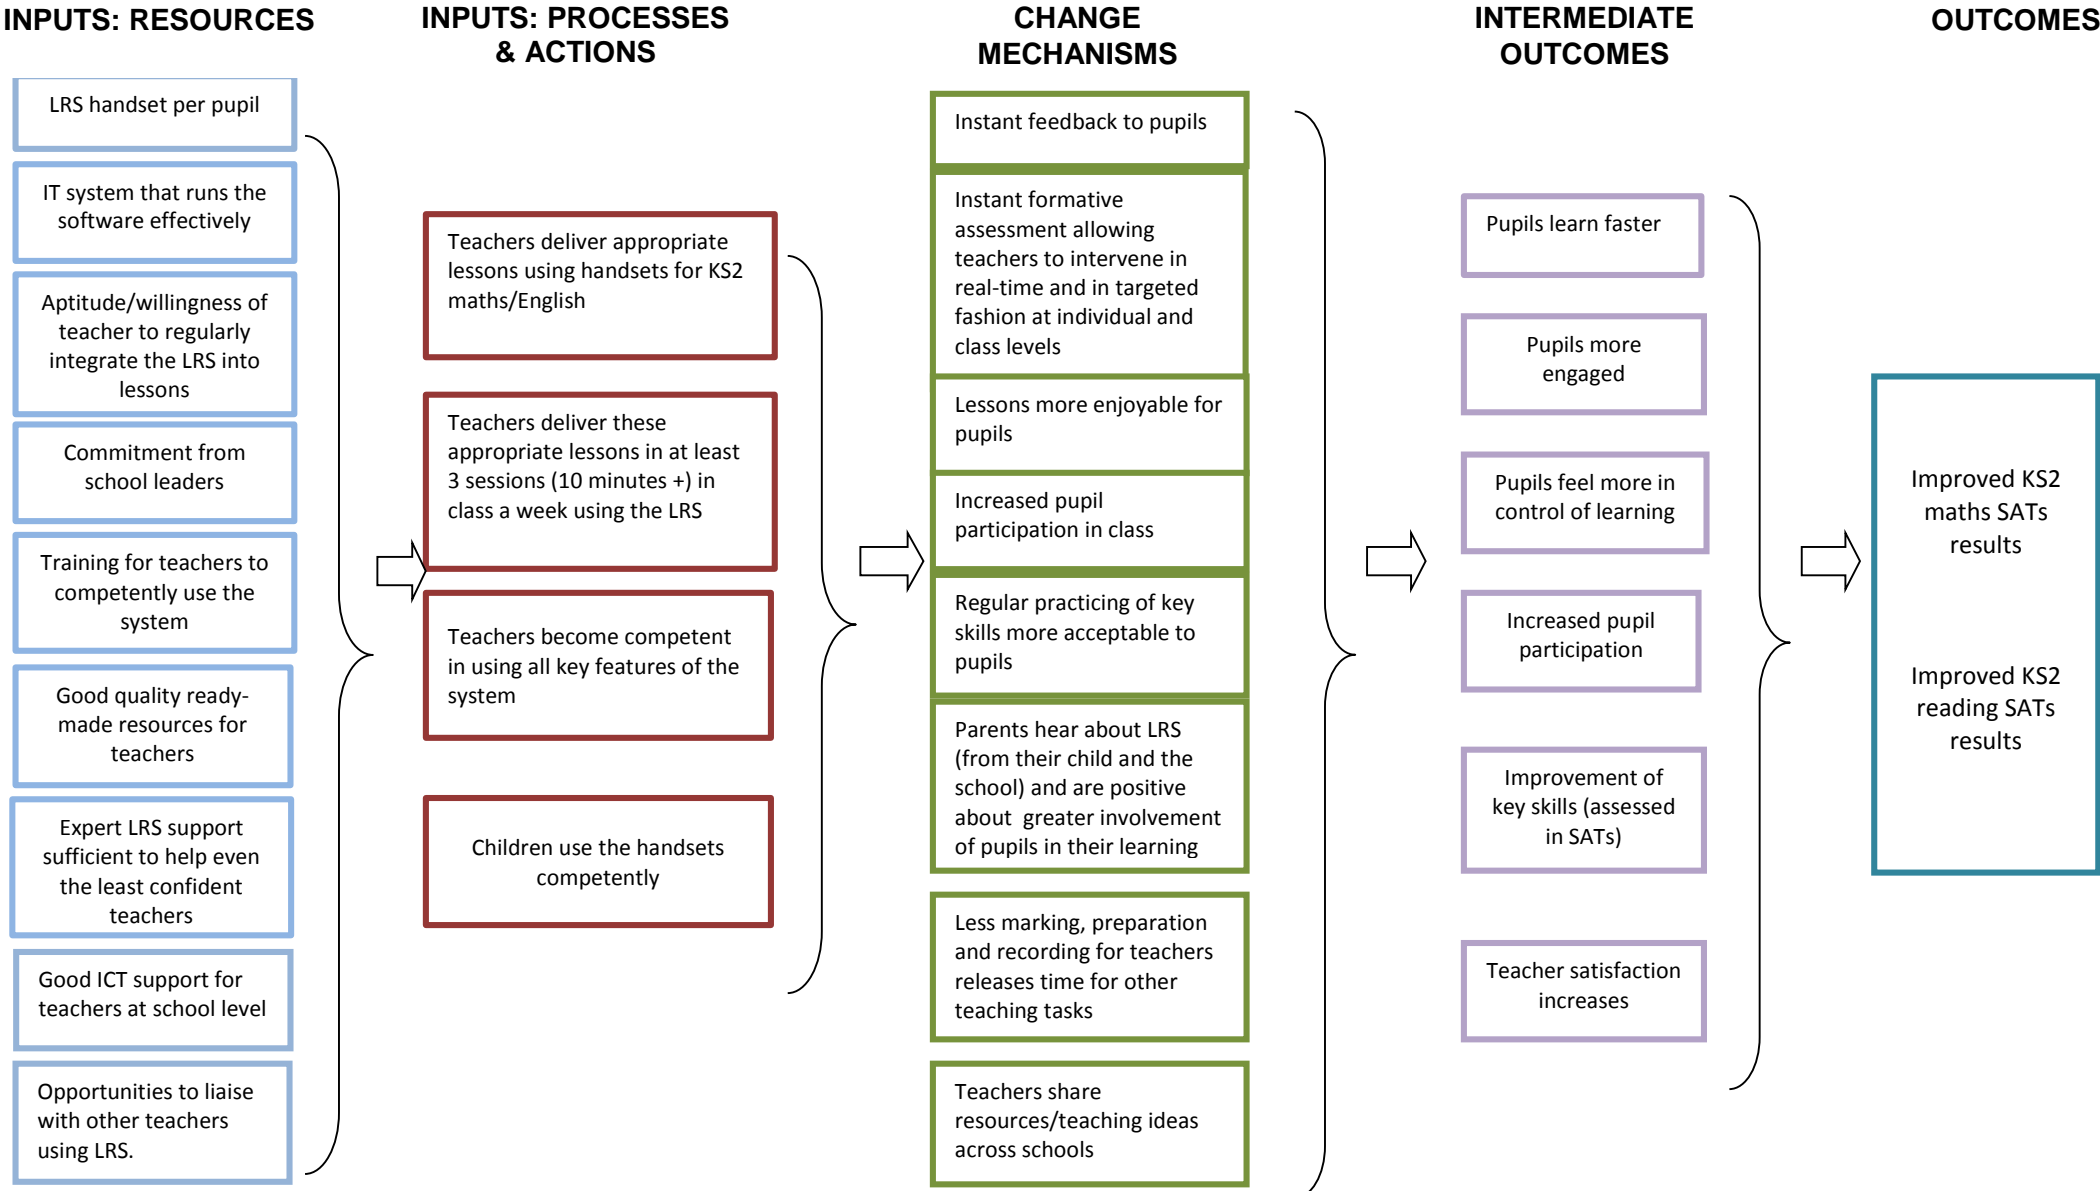 INPUTS: RESOURCES
LRS handset per pupil
IT system that runs the
software effectively
Aptitude/willingness of
teacher to regularly
integrate the LRS into
lessons
Commitment from
school leaders
Training for teachers to
competently use the
system
Good quality ready-
made resources for
teachers
Expert LRS support
sufficient to help even
the least confident
teachers
Good ICT support for
teachers at school level
Opportunities to liaise
with other teachers
using LRS.
INPUTS: PROCESSES
& ACTIONS
Teachers deliver appropriate
lessons using handsets for KS2
maths/English
Teachers deliver these
appropriate lessons in at least
3 sessions (10 minutes +) in
class a week using the LRS
Teachers become competent
in using all key features of the
system
Children use the handsets
competently
CHANGE
MECHANISMS
Instant feedback to pupils
Instant formative
assessment allowing
teachers to intervene in
real-time and in targeted
fashion at individual and
class levels
Lessons more enjoyable for
pupils
Increased pupil
participation in class
Regular practicing of key
skills more acceptable to
pupils
Parents hear about LRS
(from their child and the
school) and are positive
about greater involvement
of pupils in their learning
Less marking, preparation
and recording for teachers
releases time for other
teaching tasks
Teachers share
resources/teaching ideas
across schools
INTERMEDIATE
OUTCOMES
Pupils learn faster
Pupils more
engaged
Pupils feel more in
control of learning
Increased pupil
participation
Improvement of
key skills (assessed
in SATs)
Teacher satisfaction
increases
OUTCOMES
Improved KS2
maths SATs
results
Improved KS2
reading SATs
results